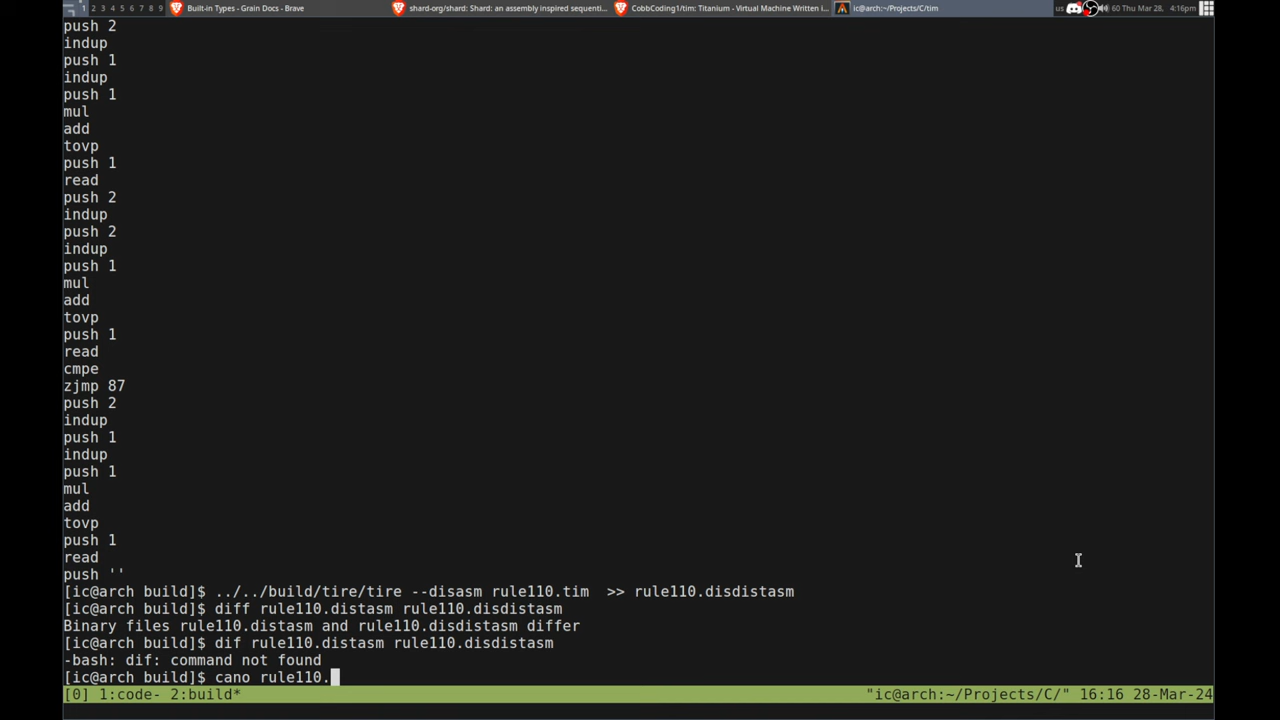 1 2 3 4 5 6 7 8 9 Built-in Types - Grain Docs - Brave shard-org/shard: Shard: an assembly inspired sequenti... CobbCoding1/tim: Titanium - Virtual Machine Written i... ic@arch:~/Projects/C/tim us 60 Thu Mar 28, 4:16pm
push 2
indup
push 1
indup
push 1
mul
add
tovp
push 1
read
push 2
indup
push 2
indup
push 1
mul
add
tovp
push 1
read
cmpe
zjmp 87
push 2
indup
push 1
indup
push 1
mul
add
tovp
push 1
read
push ''
[ic@arch build]$ ../../build/tire/tire --disasm rule110.tim  >> rule110.disdistasm
[ic@arch build]$ diff rule110.distasm rule110.disdistasm
Binary files rule110.distasm and rule110.disdistasm differ
[ic@arch build]$ dif rule110.distasm rule110.disdistasm
-bash: dif: command not found
[ic@arch build]$ cano rule110.
[0] 1:code- 2:build* "ic@arch:~/Projects/C/" 16:16 28-Mar-24